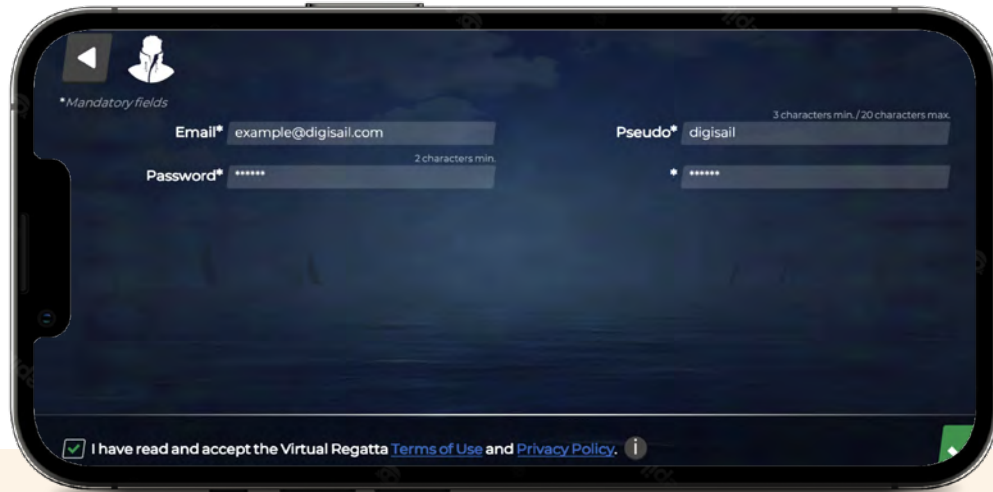 *Mandatory fields
3 characters min. / 20 characters max.
Email* example@digisail.com
Pseudo* digisail
2 characters min.
Password* ******
* ******
I have read and accept the Virtual Regatta Terms of Use and Privacy Policy. i